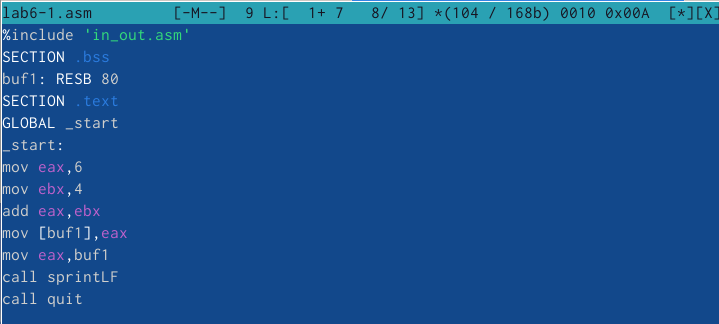 lab6-1.asm [-M--] 9 L:[ 1+ 7 8/ 13] *(104 / 168b) 0010 0x00A [*][X]
%include 'in_out.asm'
SECTION .bss
buf1: RESB 80
SECTION .text
GLOBAL _start
_start:
mov eax,6
mov ebx,4
add eax,ebx
mov [buf1],eax
mov eax,buf1
call sprintLF
call quit